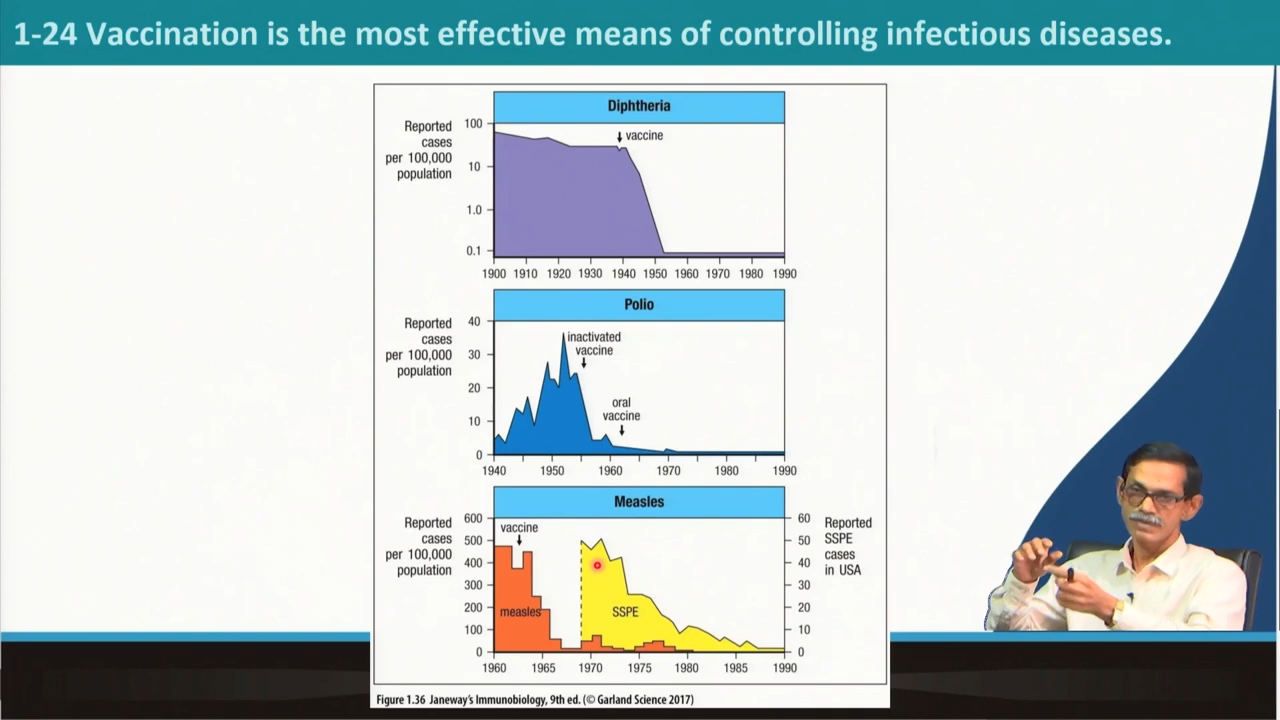 1-24 Vaccination is the most effective means of controlling infectious diseases.
Diphtheria
Reported
cases
per 100,000
population
100
10
1.0
0.1
vaccine
1900 1910 1920 1930 1940 1950 1960 1970 1980 1990
Polio
Reported
cases
per 100,000
population
40
30
20
10
0
inactivated
vaccine
oral
vaccine
1940 1950 1960 1970 1980 1990
Measles
Reported
cases
per 100,000
population
600
500
400
300
200
100
0
vaccine
measles
SSPE
60
50
40
30
20
10
0
Reported
SSPE
cases
in USA
1960 1965 1970 1975 1980 1985 1990
Figure 1.36 Janeway's Immunobiology, 9th ed. (© Garland Science 2017)